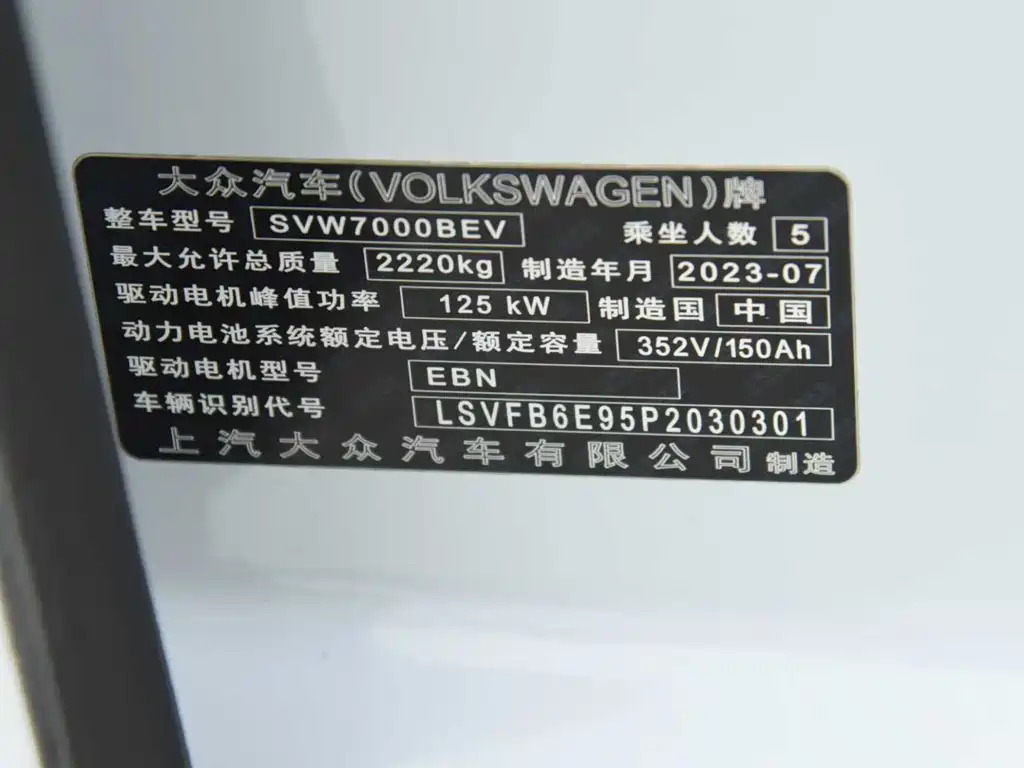 大众汽车(VOLKSWAGEN)牌
整车型号 SVW7000BEV 乘坐人数 5
最大允许总质量 2220kg 制造年月 2023-07
驱动电机峰值功率 125 kW 制造国 中国
动力电池系统额定电压/额定容量 352V/150Ah
驱动电机型号 EBN
车辆识别代号 LSVFB6E95P2030301
上汽大众汽车有限公司 制造